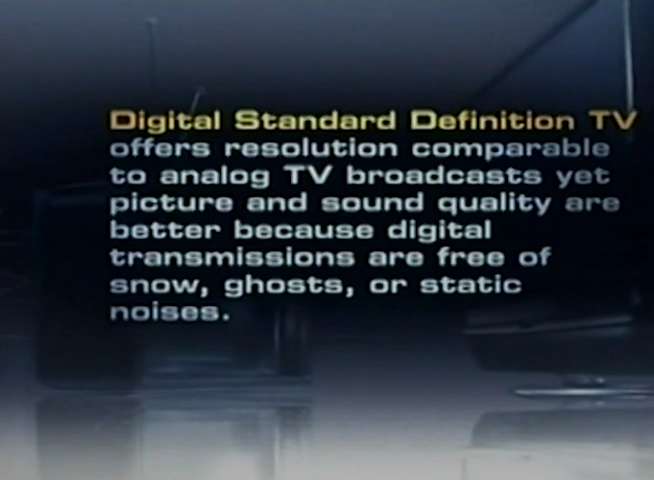 Digital Standard Definition TV
offers resolution comparable
to analog TV broadcasts yet
picture and sound quality are
better because digital
transmissions are free of
snow, ghosts, or static
noises.